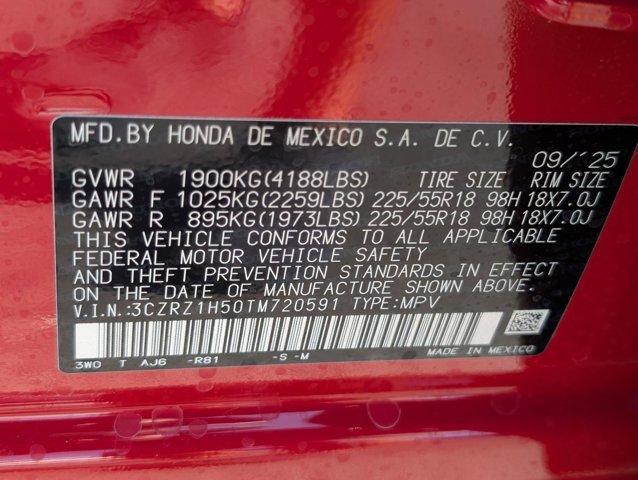 MFD.BY HONDA DE MEXICO S.A. DE C.V.
09/'25
GVWR 1900KG(4188LBS) TIRE SIZE RIM SIZE
GAWR F 1025KG(2259LBS) 225/55R18 98H 18X7.0J
GAWR R 895KG(1973LBS) 225/55R18 98H 18X7.0J
THIS VEHICLE CONFORMS TO ALL APPLICABLE
FEDERAL MOTOR VEHICLE SAFETY
AND THEFT PREVENTION STANDARDS IN EFFECT
ON THE DATE OF MANUFACTURE SHOWN ABOVE.
V.I.N.:3CZRZ1H50TM720591 TYPE:MPV
3W0 T AJ6 -R81 -S -M MADE IN MEXICO